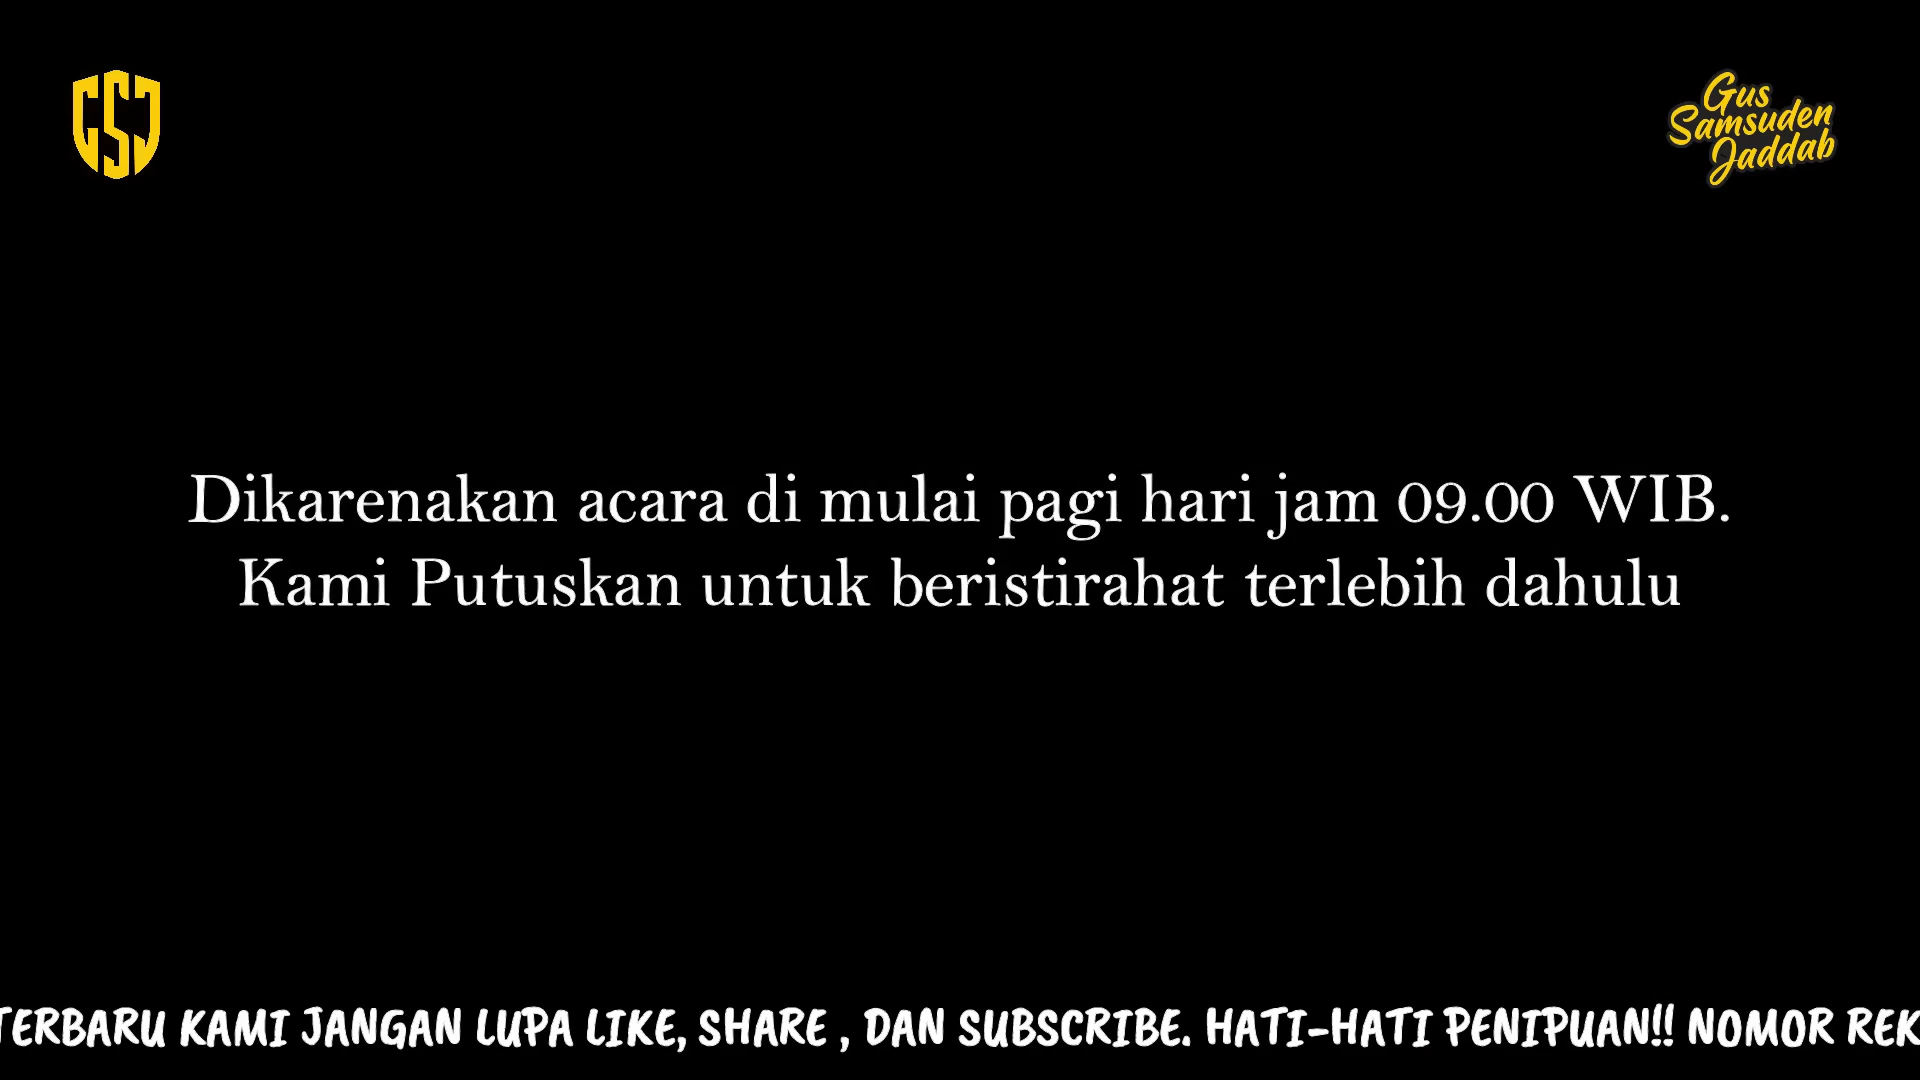 GSJ
Gus
Samsuden
Jaddab
Dikarenakan acara di mulai pagi hari jam 09.00 WIB.
Kami Putuskan untuk beristirahat terlebih dahulu
TERBARU KAMI JANGAN LUPA LIKE, SHARE , DAN SUBSCRIBE. HATI-HATI PENIPUAN!! NOMOR REK